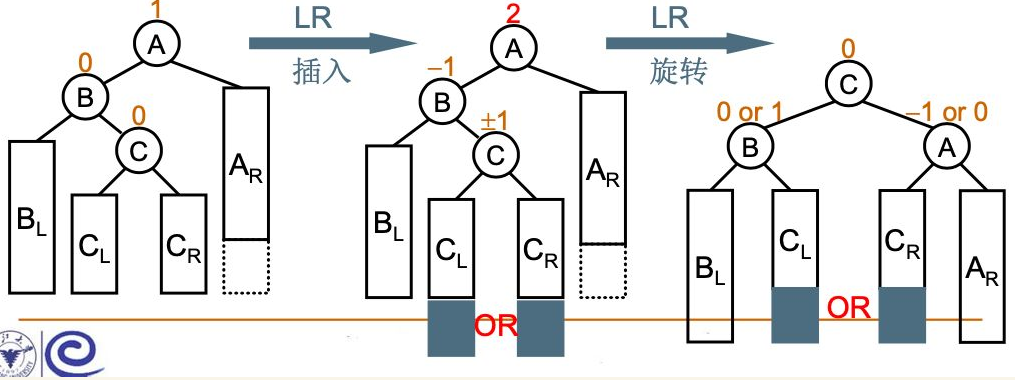 1
A
0
B
0
C
A_R
B_L
C_L
C_R
LR
插入
2
A
−1
B
±1
C
A_R
B_L
C_L
C_R
OR
LR
旋转
0
C
0 or 1
−1 or 0
B
A
C_L
C_R
B_L
A_R
OR